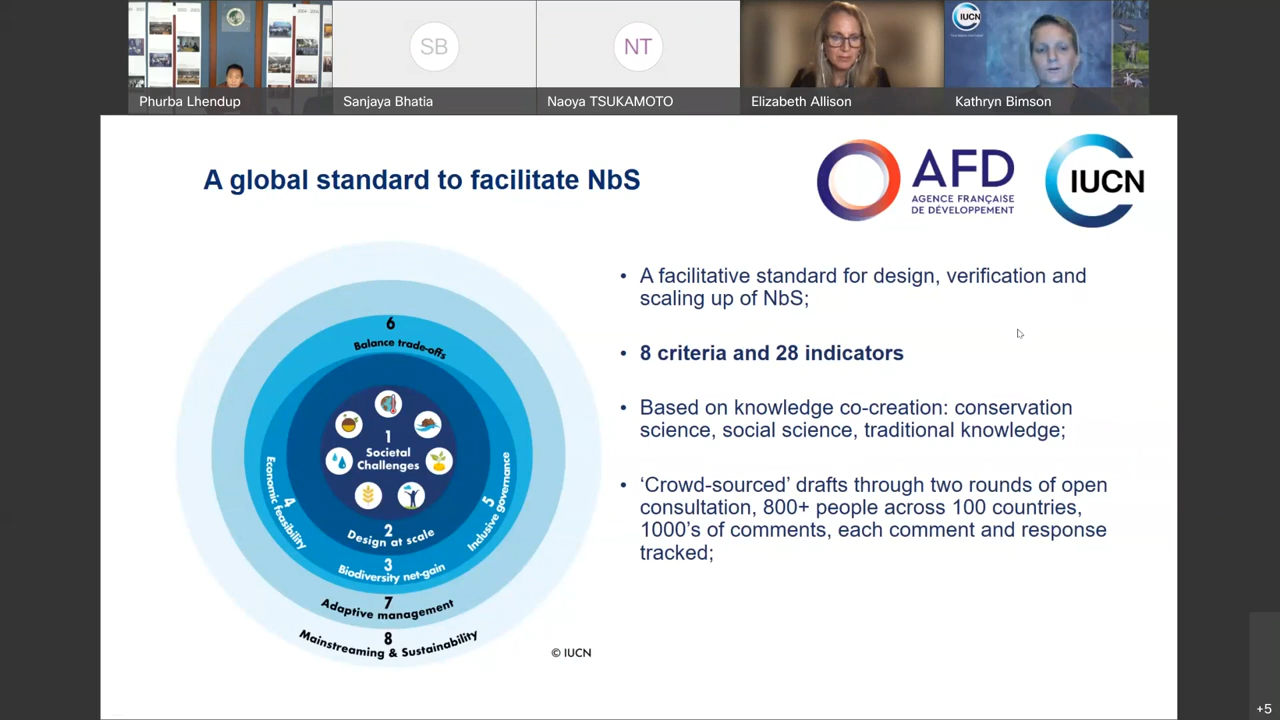 IUCN
SB
NT
Phurba Lhendup
Sanjaya Bhatia
Naoya TSUKAMOTO
Elizabeth Allison
Kathryn Bimson
A global standard to facilitate NbS
AFD
AGENCE FRANÇAISE
DE DÉVELOPPEMENT
IUCN
6
Balance trade-offs
1
Societal
Challenges
Economic feasibility
4
5
Inclusive governance
2
Design at scale
3
Biodiversity net-gain
7
Adaptive management
8
Mainstreaming & Sustainability
© IUCN
• A facilitative standard for design, verification and
scaling up of NbS;
• 8 criteria and 28 indicators
• Based on knowledge co-creation: conservation
science, social science, traditional knowledge;
• ‘Crowd-sourced’ drafts through two rounds of open
consultation, 800+ people across 100 countries,
1000’s of comments, each comment and response
tracked;
+5